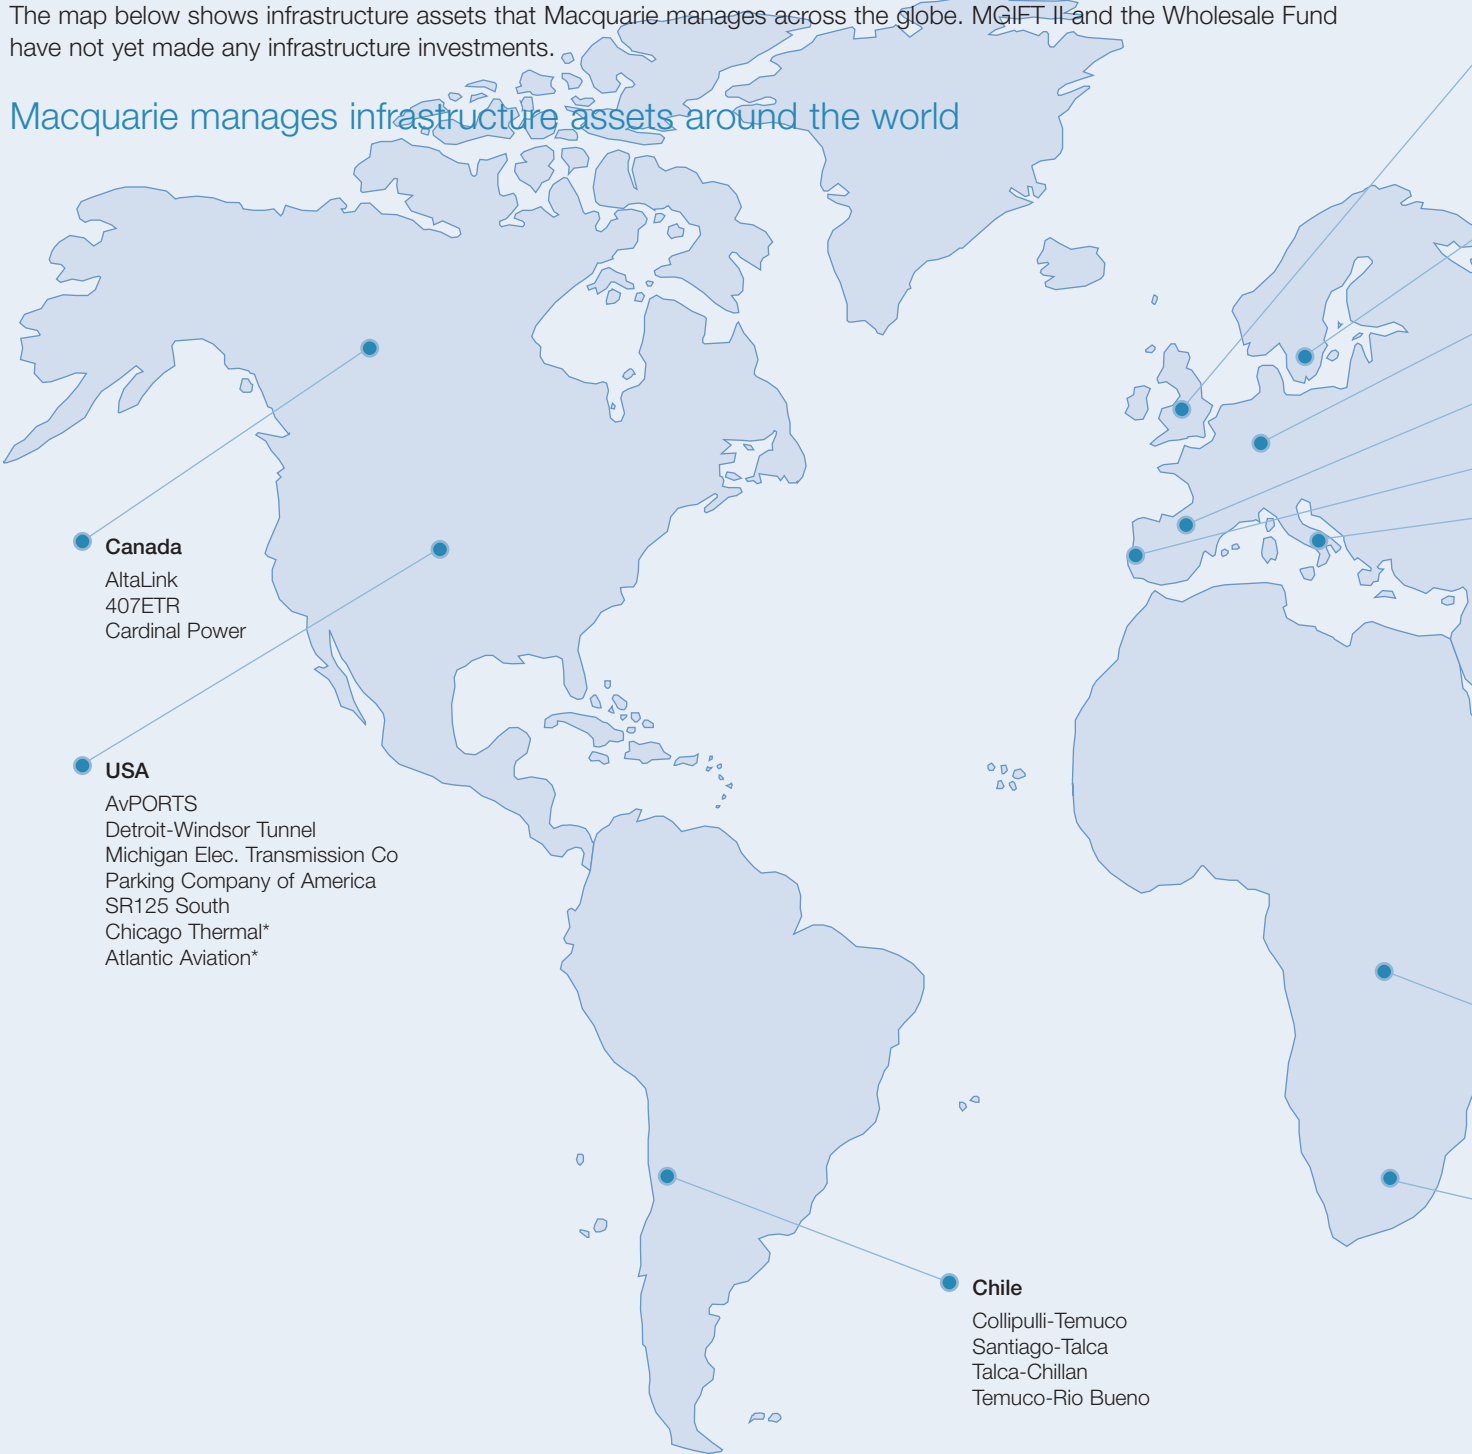 The map below shows infrastructure assets that Macquarie manages across the globe. MGIFT II and the Wholesale Fund
have not yet made any infrastructure investments.
Macquarie manages infrastructure assets around the world
Canada
AltaLink
407ETR
Cardinal Power
USA
AvPORTS
Detroit-Windsor Tunnel
Michigan Elec. Transmission Co
Parking Company of America
SR125 South
Chicago Thermal*
Atlantic Aviation*
Chile
Collipulli-Temuco
Santiago-Talca
Talca-Chillan
Temuco-Rio Bueno